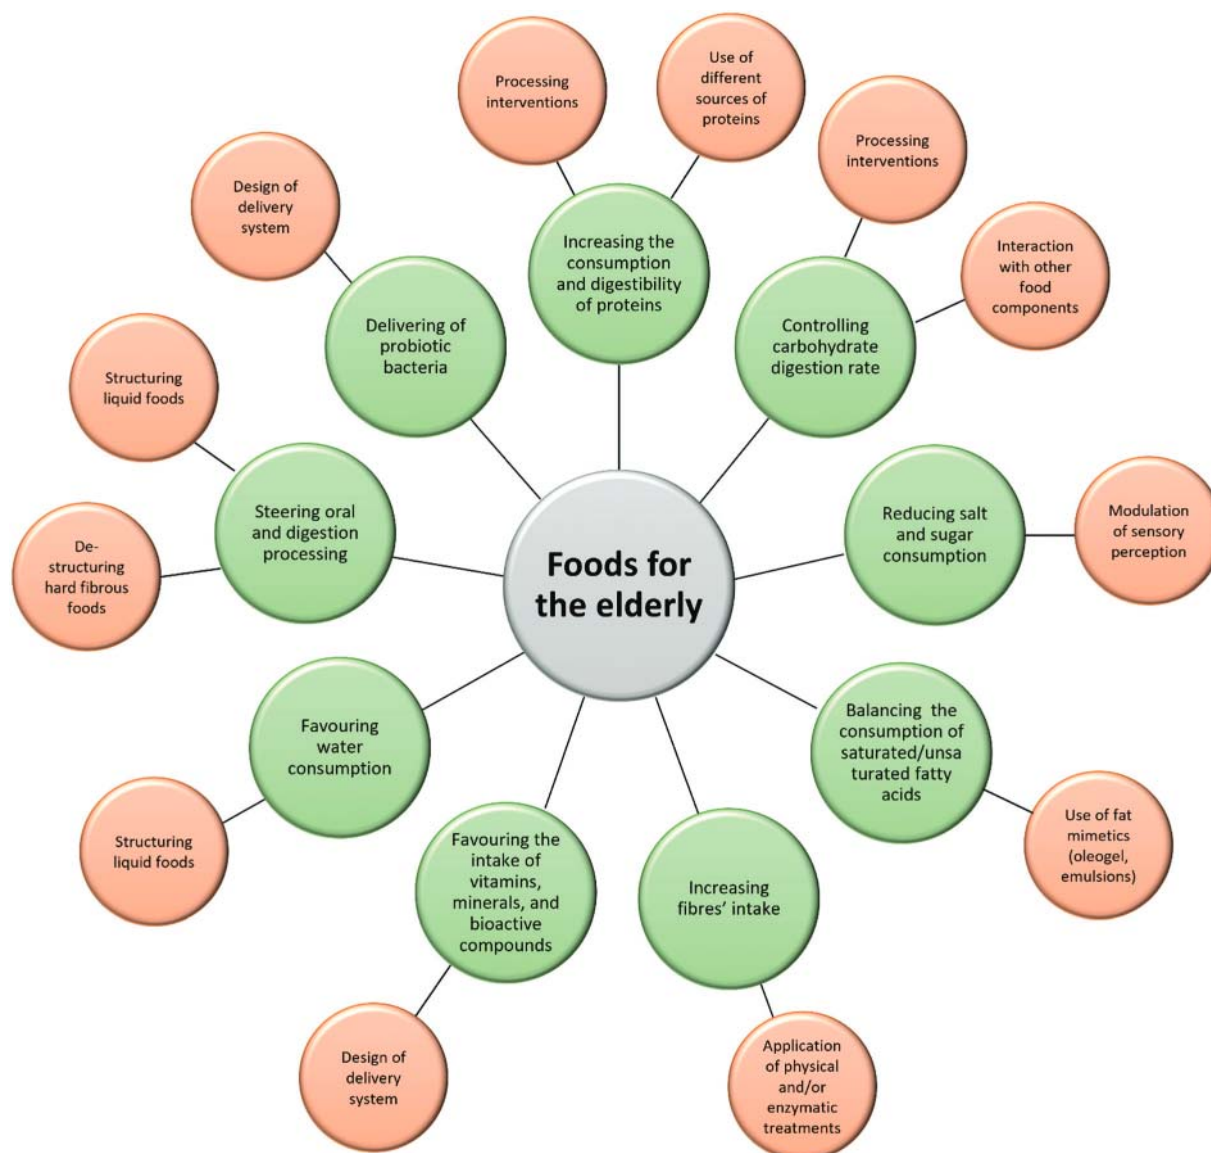 Foods for
the elderly
Processing
interventions
Use of
different
sources of
proteins
Increasing the
consumption
and digestibility
of proteins
Processing
interventions
Interaction
with other
food
components
Controlling
carbohydrate
digestion rate
Reducing salt
and sugar
consumption
Modulation
of sensory
perception
Balancing  the
consumption of
saturated/unsa
turated fatty
acids
Use of fat
mimetics
(oleogel,
emulsions)
Increasing
fibres’ intake
Application
of physical
and/or
enzymatic
treatments
Favouring the
intake of
vitamins,
minerals, and
bioactive
compounds
Design of
delivery
system
Favouring
water
consumption
Structuring
liquid foods
Steering oral
and digestion
processing
De-
structuring
hard fibrous
foods
Structuring
liquid foods
Delivering of
probiotic
bacteria
Design of
delivery
system